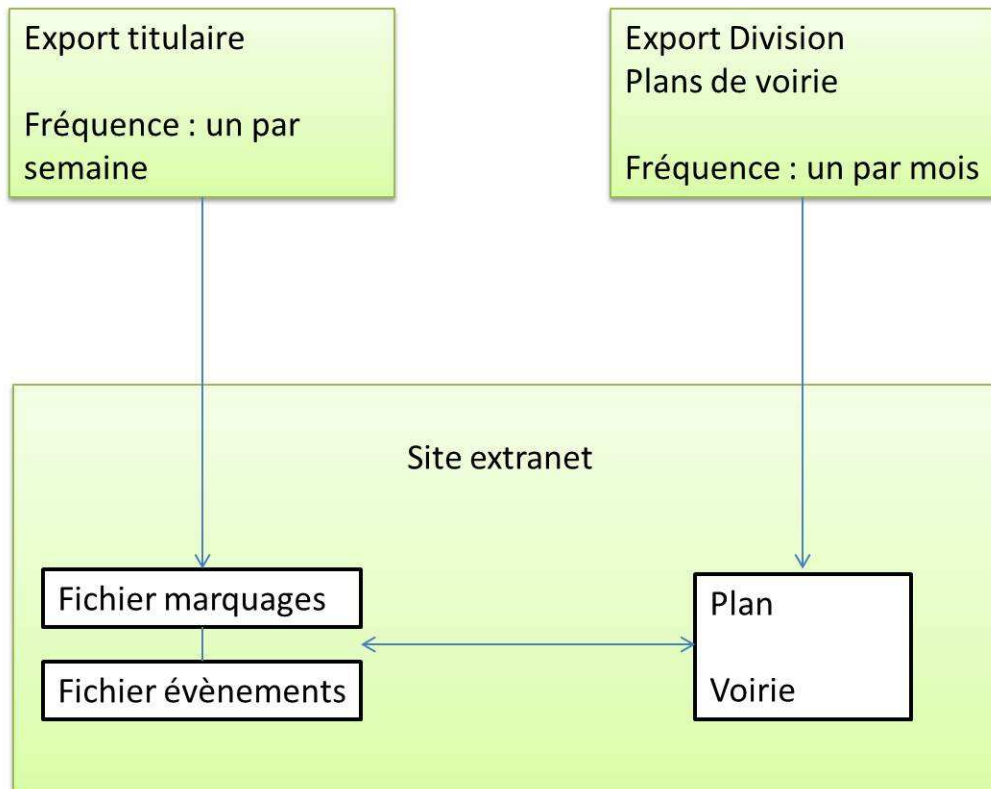 Export titulaire
Fréquence : un par
semaine
Export Division
Plans de voirie
Fréquence : un par mois
Site extranet
Fichier marquages
Fichier évènements
Plan
Voirie